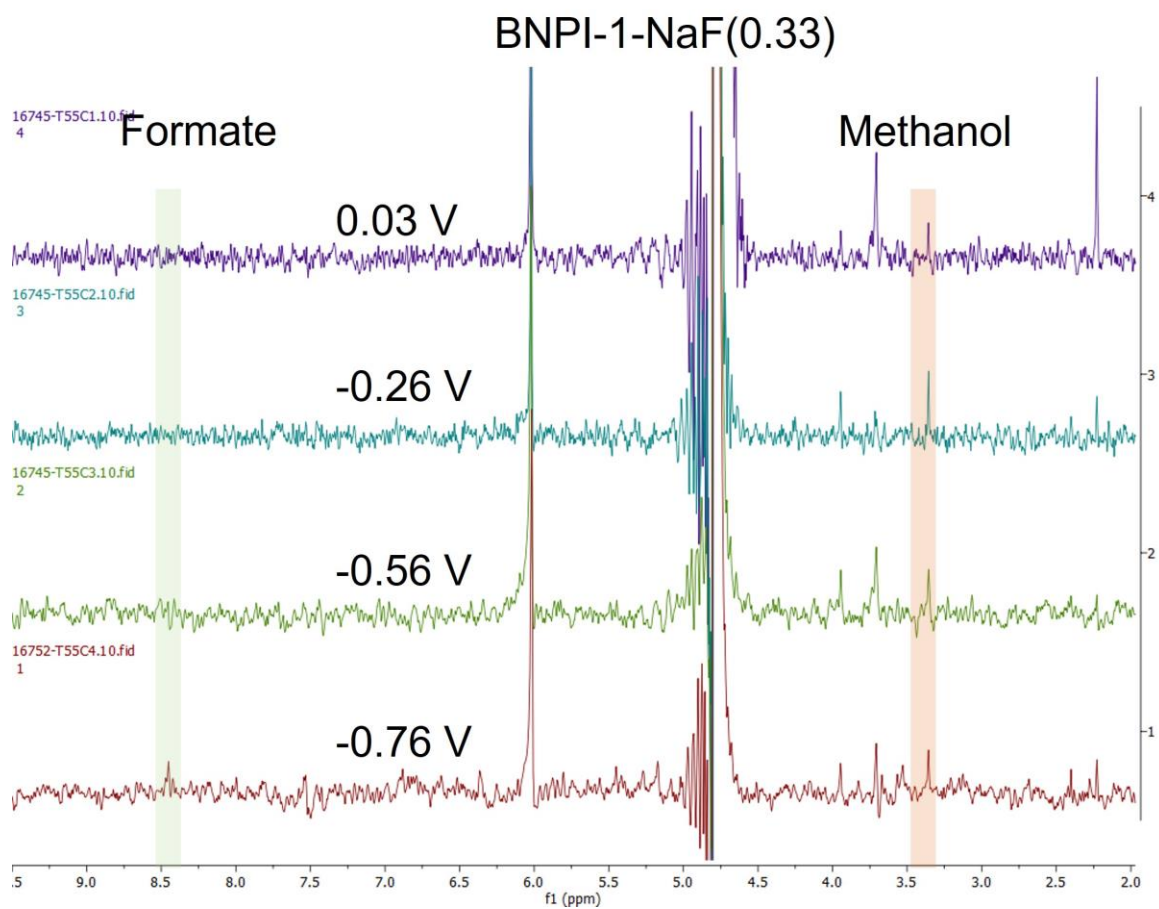 BNPI-1-NaF(0.33)
16745-T55C1.10.fid
4
Formate
Methanol
4
0.03 V
16745-T55C2.10.fid
3
3
-0.26 V
16745-T55C3.10.fid
2
2
-0.56 V
16752-T55C4.10.fid
1
1
-0.76 V
.5 9.0 8.5 8.0 7.5 7.0 6.5 6.0 5.5 5.0 4.5 4.0 3.5 3.0 2.5 2.0
f1 (ppm)